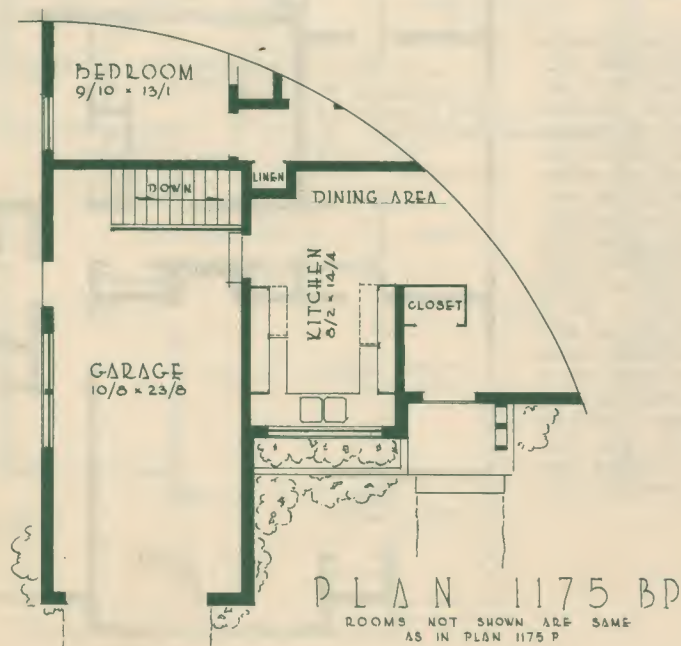 BEDROOM
9/10 × 13/1
DOWN
LINEN
DINING AREA
KITCHEN
8/2 × 14/4
CLOSET
GARAGE
10/8 × 23/8
PLAN 1175 BP
ROOMS NOT SHOWN ARE SAME
AS IN PLAN 1175 P